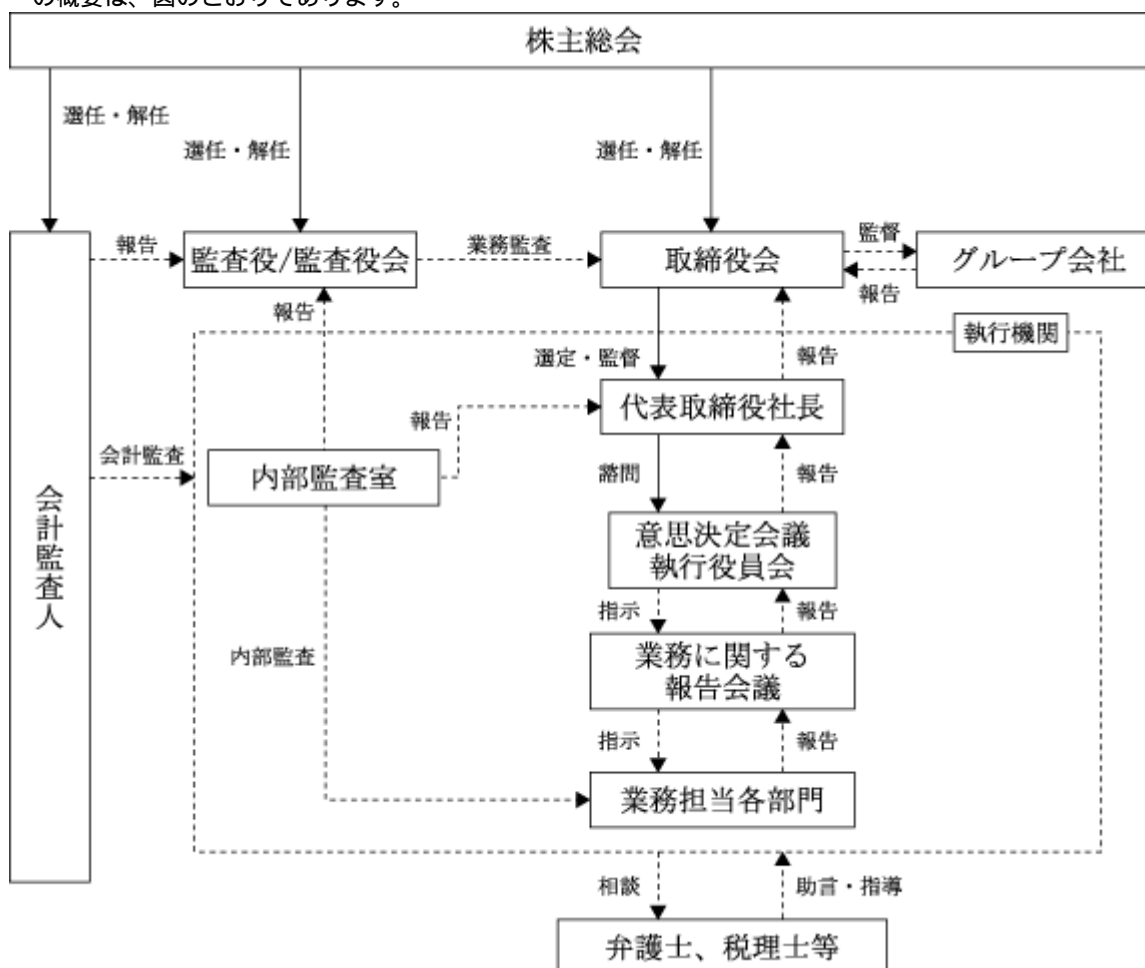 の概要は、図のとおりであります。
株主総会
選任・解任
選任・解任
選任・解任
報告
監査役/監査役会
業務監査
取締役会
監督
報告
グループ会社
報告
執行機関
選定・監督
報告
代表取締役社長
報告
会計監査
内部監査室
諮問
報告
会計監査人
意思決定会議
執行役員会
指示
報告
内部監査
業務に関する
報告会議
指示
報告
業務担当各部門
相談
助言・指導
弁護士、税理士等